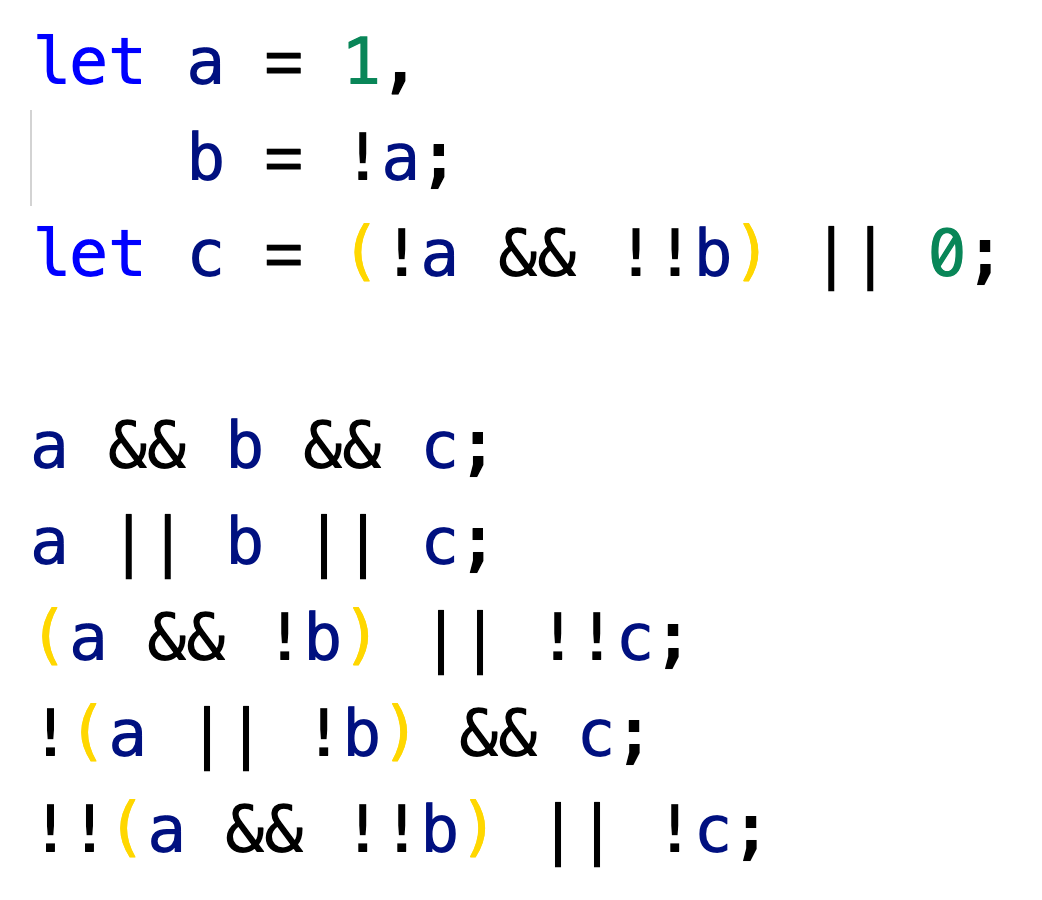 let a = 1,
    b = !a;
let c = (!a && !!b) || 0;

a && b && c;
a || b || c;
(a && !b) || !!c;
!(a || !b) && c;
!!(a && !!b) || !c;